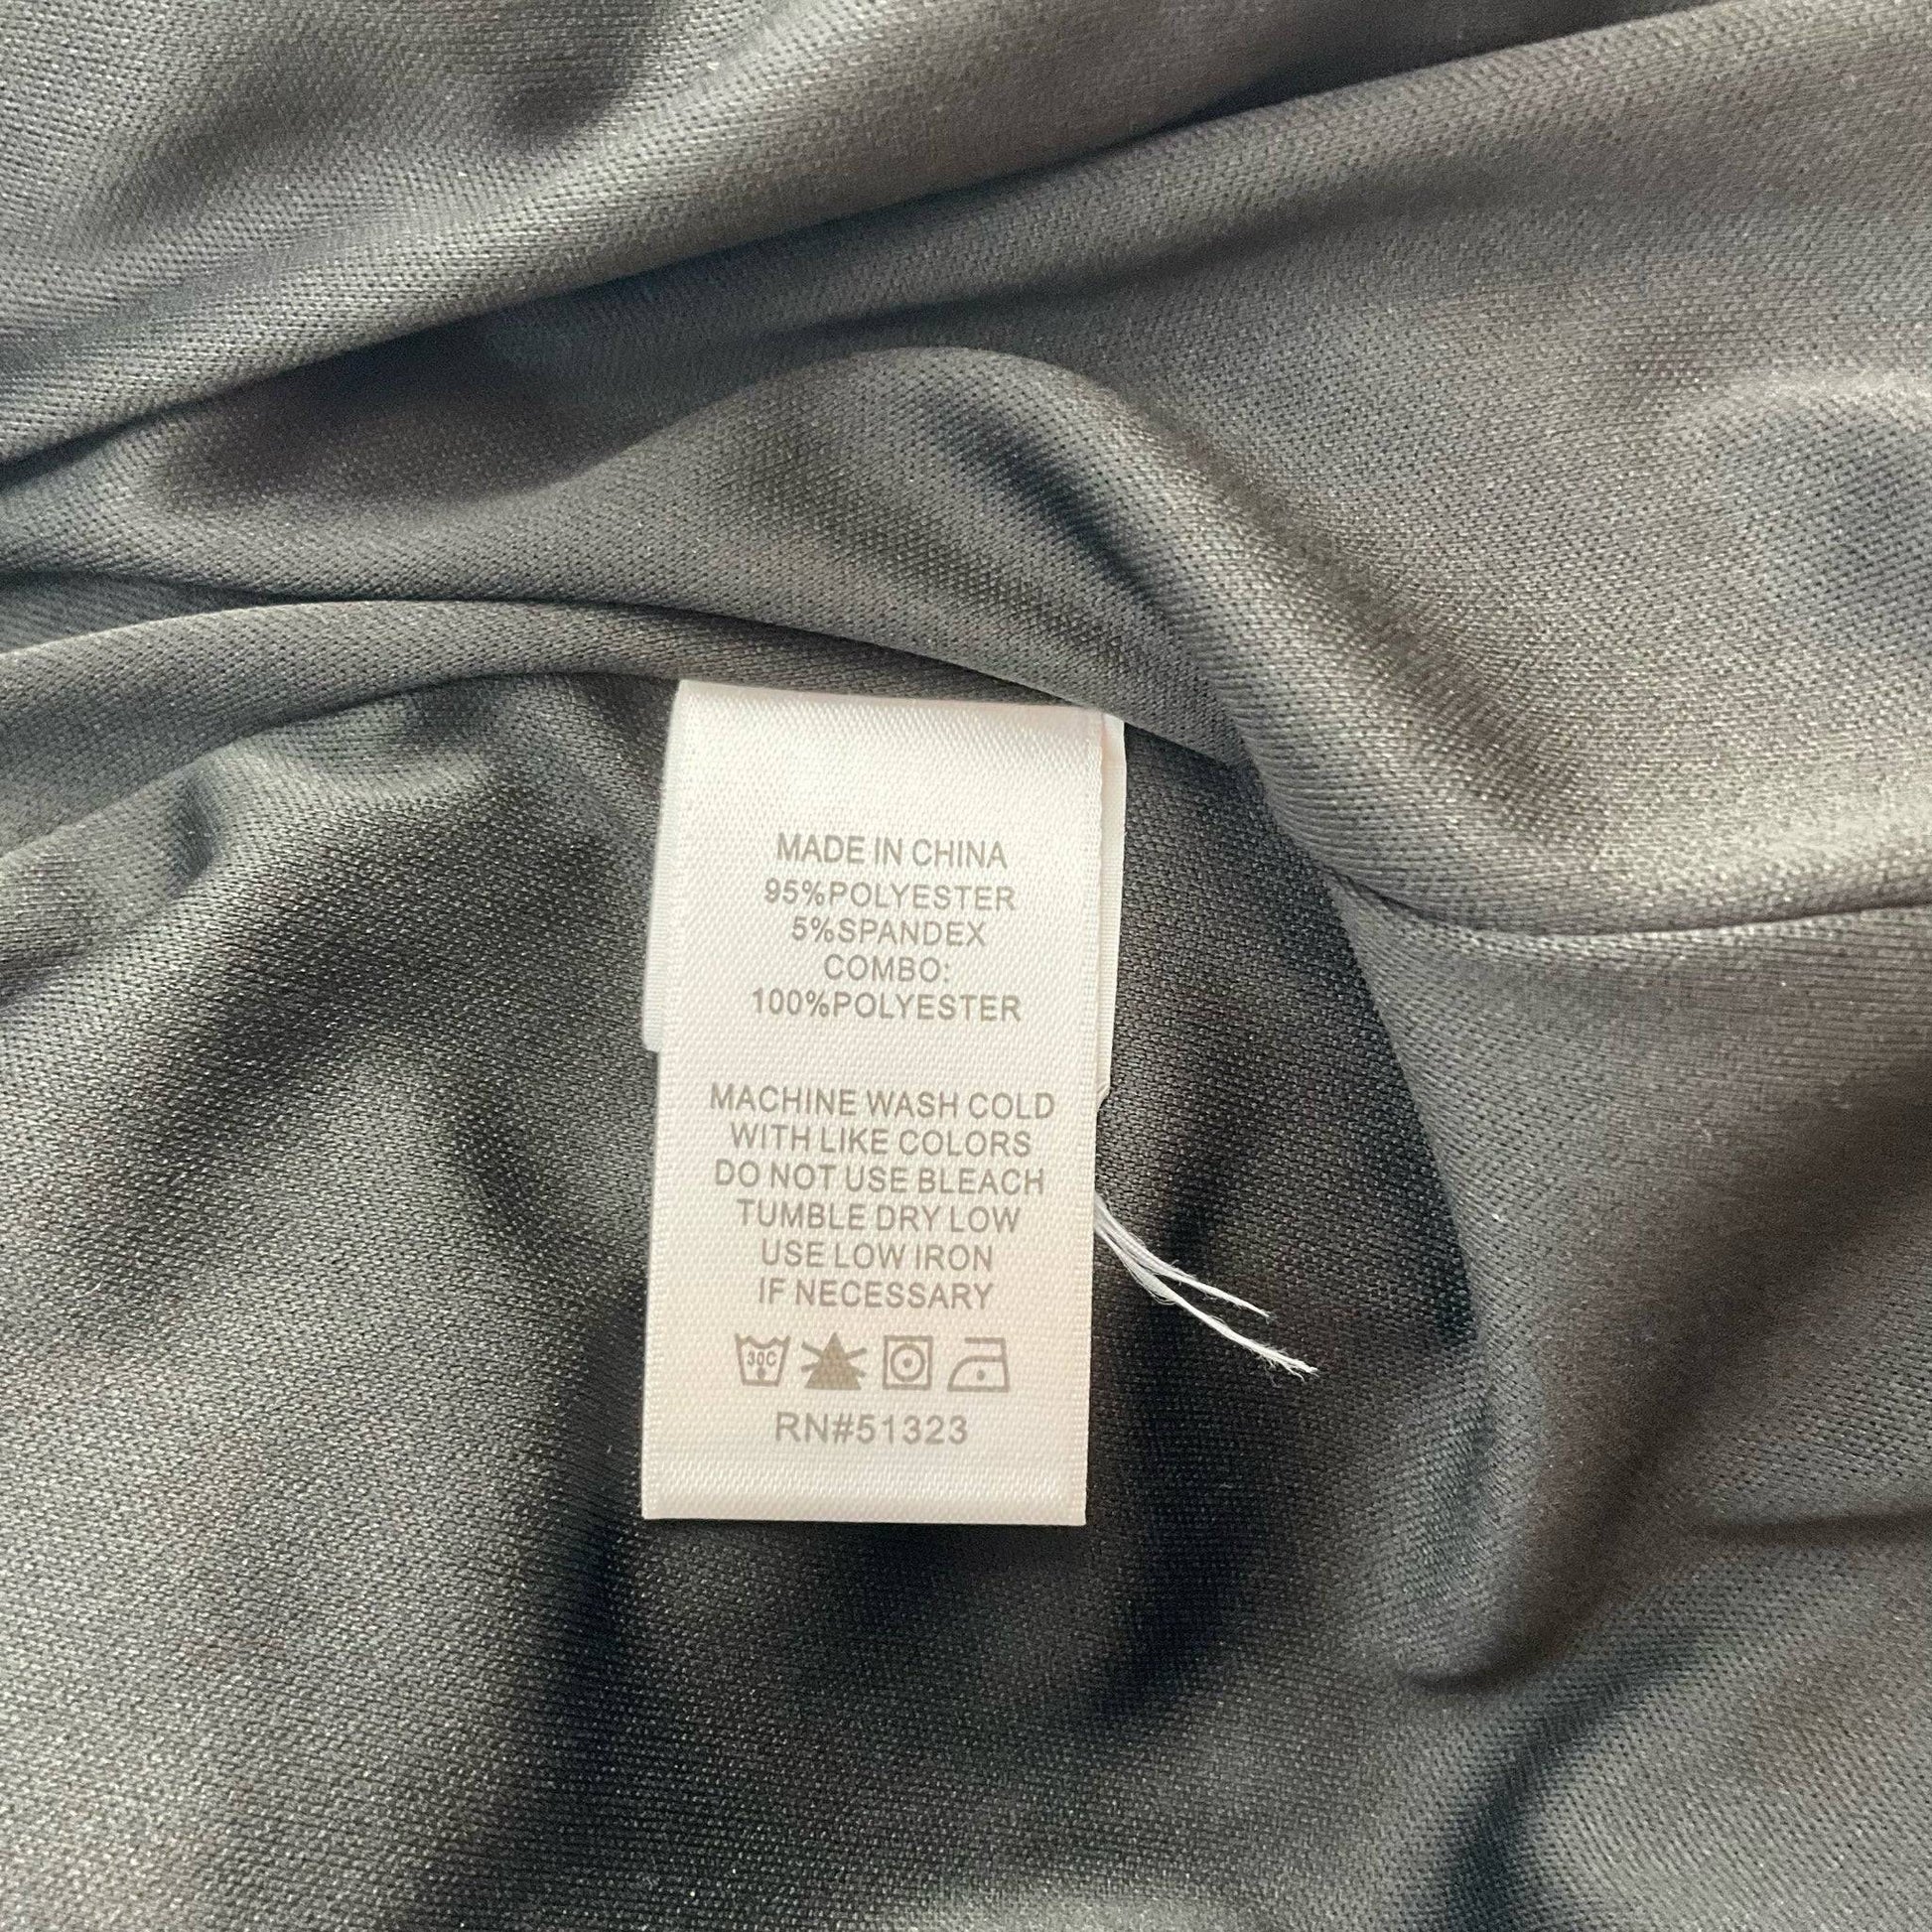 MADE IN CHINA
95%POLYESTER
5%SPANDEX
COMBO:
100%POLYESTER
MACHINE WASH COLD
WITH LIKE COLORS
DO NOT USE BLEACH
TUMBLE DRY LOW
USE LOW IRON
IF NECESSARY
30C
RN#51323